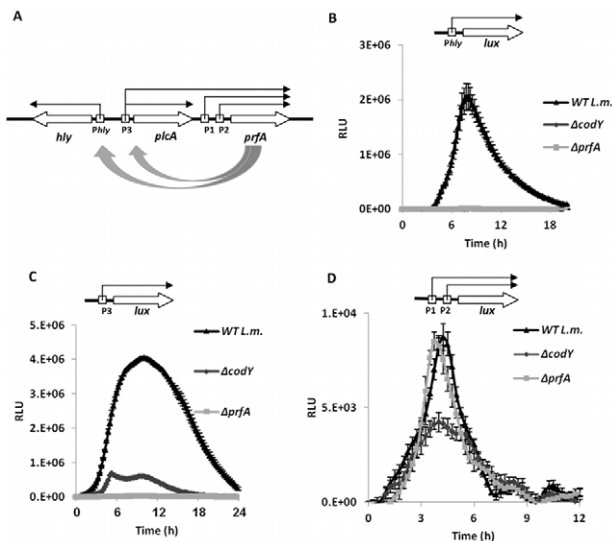 A
hly
Phly
P3
plcA
P1
P2
prfA
B
Phly
lux
3E+06
2E+06
1E+06
0E+00
RLU
0
6
12
18
Time (h)
WT L.m.
ΔcodY
ΔprfA
C
P3
lux
5.E+06
4.E+06
3.E+06
2.E+06
1.E+06
0.E+00
RLU
0
6
12
18
24
Time (h)
WT L.m.
ΔcodY
ΔprfA
D
P1
P2
lux
1.E+04
5.E+03
0.E+00
RLU
0
3
6
9
12
Time (h)
WT L.m.
ΔcodY
ΔprfA